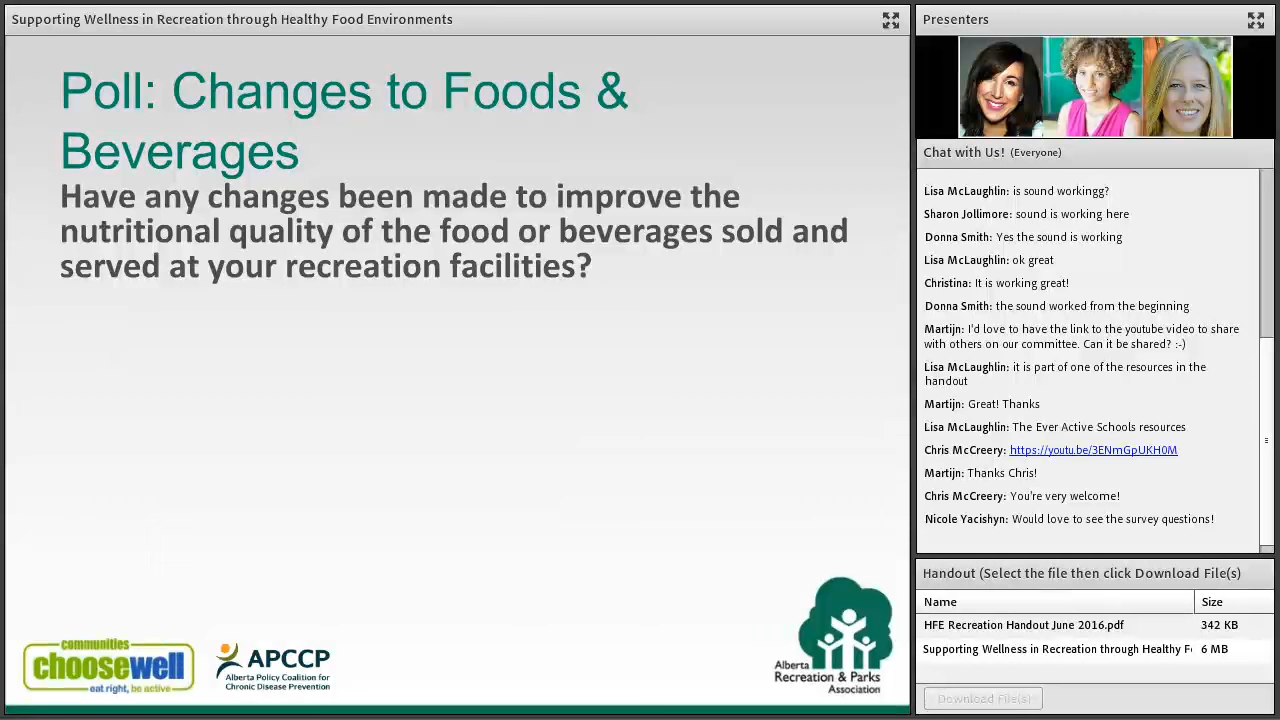 Supporting Wellness in Recreation through Healthy Food Environments
Poll: Changes to Foods &
Beverages
Have any changes been made to improve the
nutritional quality of the food or beverages sold and
served at your recreation facilities?
communities
choosewell
eat right, be active
APCCP
Alberta Policy Coalition for
Chronic Disease Prevention
Alberta
Recreation & Parks
Association
Presenters
Chat with Us! (Everyone)
Lisa McLaughlin: is sound workingg?
Sharon Jollimore: sound is working here
Donna Smith: Yes the sound is working
Lisa McLaughlin: ok great
Christina: It is working great!
Donna Smith: the sound worked from the beginning
Martijn: I'd love to have the link to the youtube video to share
with others on our committee. Can it be shared? :-)
Lisa McLaughlin: it is part of one of the resources in the
handout
Martijn: Great! Thanks
Lisa McLaughlin: The Ever Active Schools resources
Chris McCreery: https://youtu.be/3ENmGpUKH0M
Martijn: Thanks Chris!
Chris McCreery: You're very welcome!
Nicole Yacishyn: Would love to see the survey questions!
Handout (Select the file then click Download File(s)
Name Size
HFE Recreation Handout June 2016.pdf 342 KB
Supporting Wellness in Recreation through Healthy F 6 MB
Download File(s)